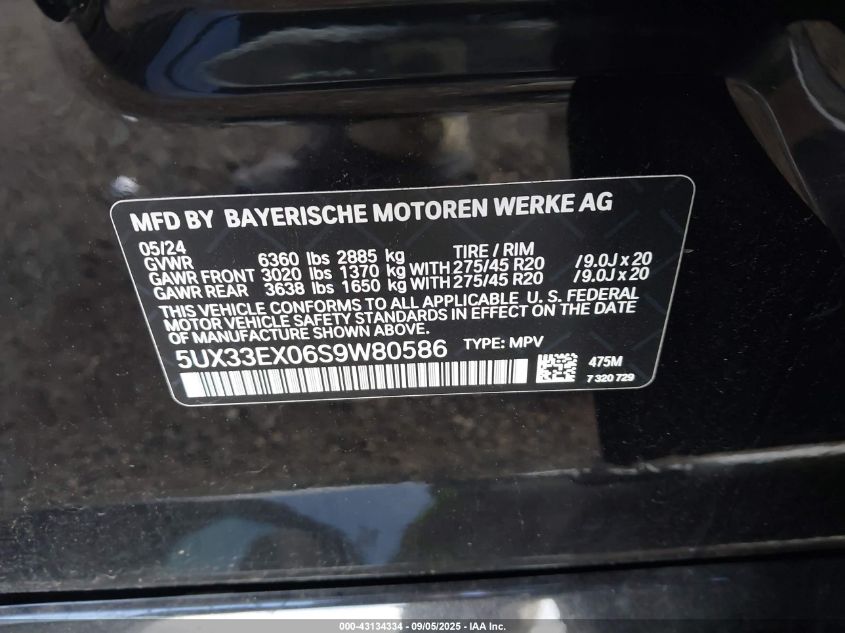 MFD BY BAYERISCHE MOTOREN WERKE AG
05/24 TIRE / RIM
GVWR 6360 lbs 2885 kg
GAWR FRONT 3020 lbs 1370 kg WITH 275/45 R20 /9.0J x 20
GAWR REAR 3638 lbs 1650 kg WITH 275/45 R20 /9.0J x 20
THIS VEHICLE CONFORMS TO ALL APPLICABLE U.S. FEDERAL
MOTOR VEHICLE SAFETY STANDARDS IN EFFECT ON THE DATE
OF MANUFACTURE SHOWN ABOVE.
5UX33EX06S9W80586 TYPE: MPV
475M
7 320 729
000-43134334 - 09/05/2025 - IAA Inc.